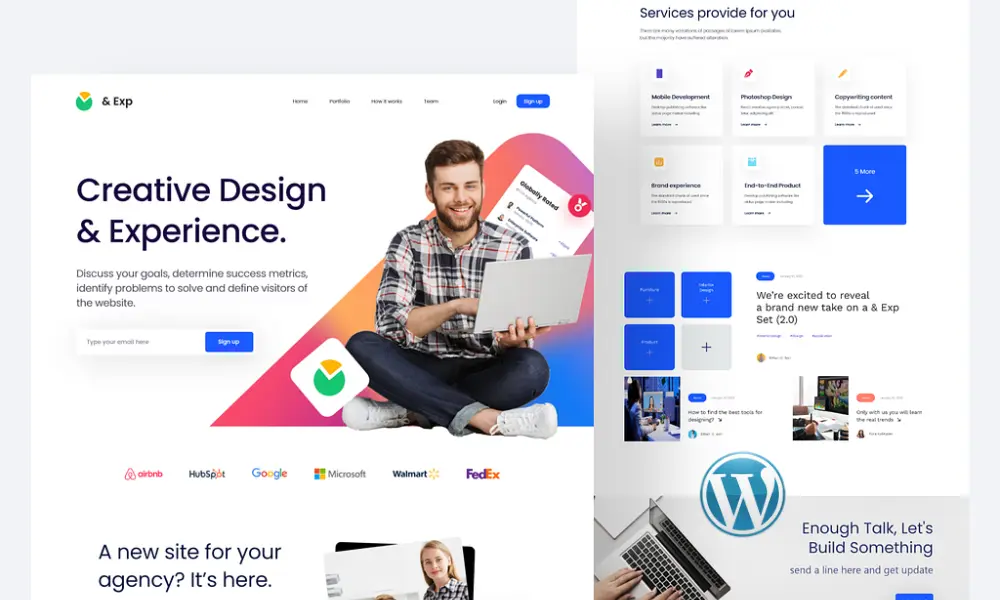 & Exp
Home
Portfolio
How it works
Team
Login
Sign up
Creative Design
& Experience.
Discuss your goals, determine success metrics,
identify problems to solve and define visitors of
the website.
Type your email here
Sign up
Globally Rated
airbnb
HubSpot
Google
Microsoft
Walmart
FedEx
A new site for your
agency? It's here.
Services provide for you
There are many variations of passages of Lorem Ipsum available,
but the majority have suffered alteration
Mobile Development
Learn more
Photoshop Design
Learn more
Copywriting content
Learn more
Brand experience
Learn more
End-to-End Product
Learn more
5 More
Furniture
Interior
Design
Product
We're excited to reveal
a brand new take on a & Exp
Set (2.0)
How to find the best tools for
designing?
Only with us you will learn
the real trends
W
Enough Talk, Let's
Build Something
send a line here and get update